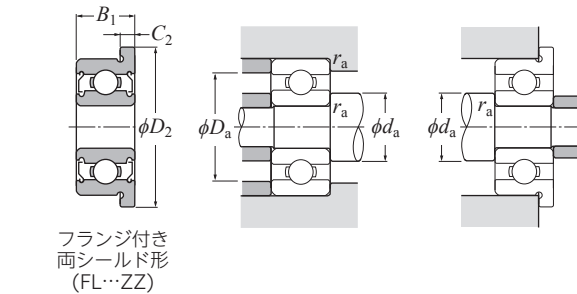 B₁
C₂
ϕD₂
rₐ
rₐ
ϕDₐ
ϕdₐ
ϕdₐ
rₐ
フランジ付き
両シールド形
(FL…ZZ)